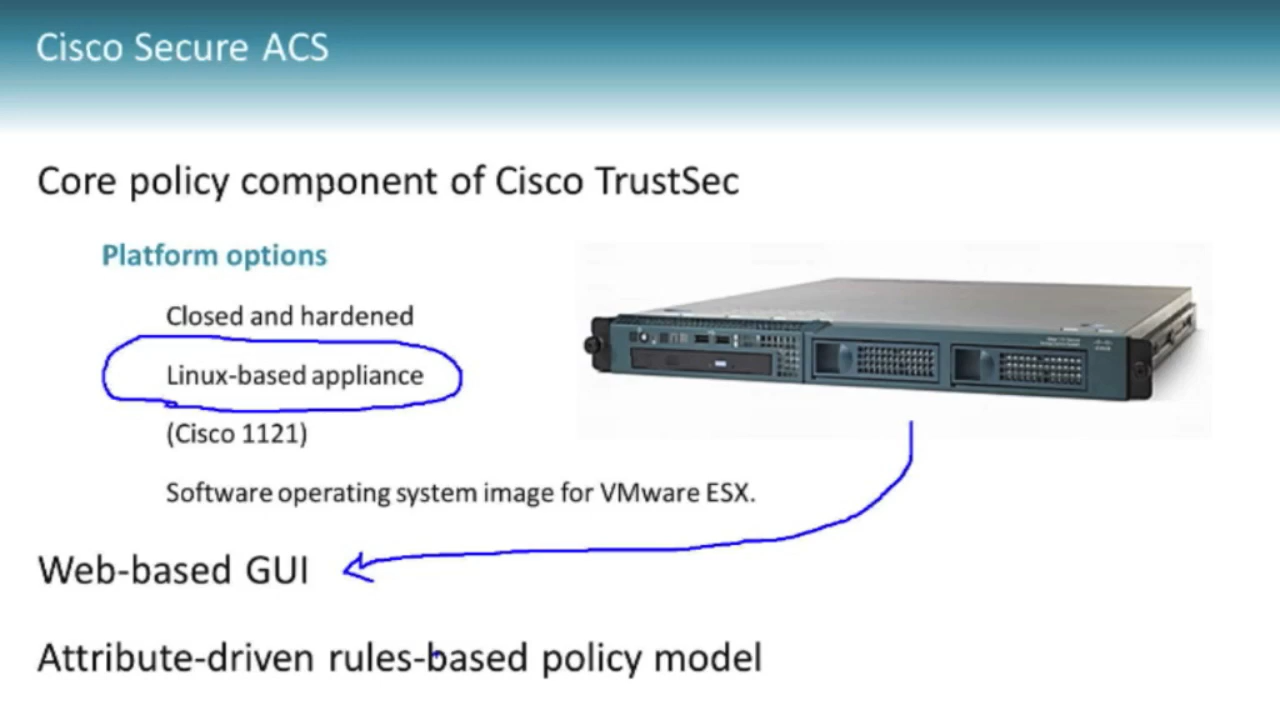 Cisco Secure ACS
Core policy component of Cisco TrustSec
Platform options
Closed and hardened
Linux-based appliance
(Cisco 1121)
Software operating system image for VMware ESX.
Web-based GUI
Attribute-driven rules-based policy model